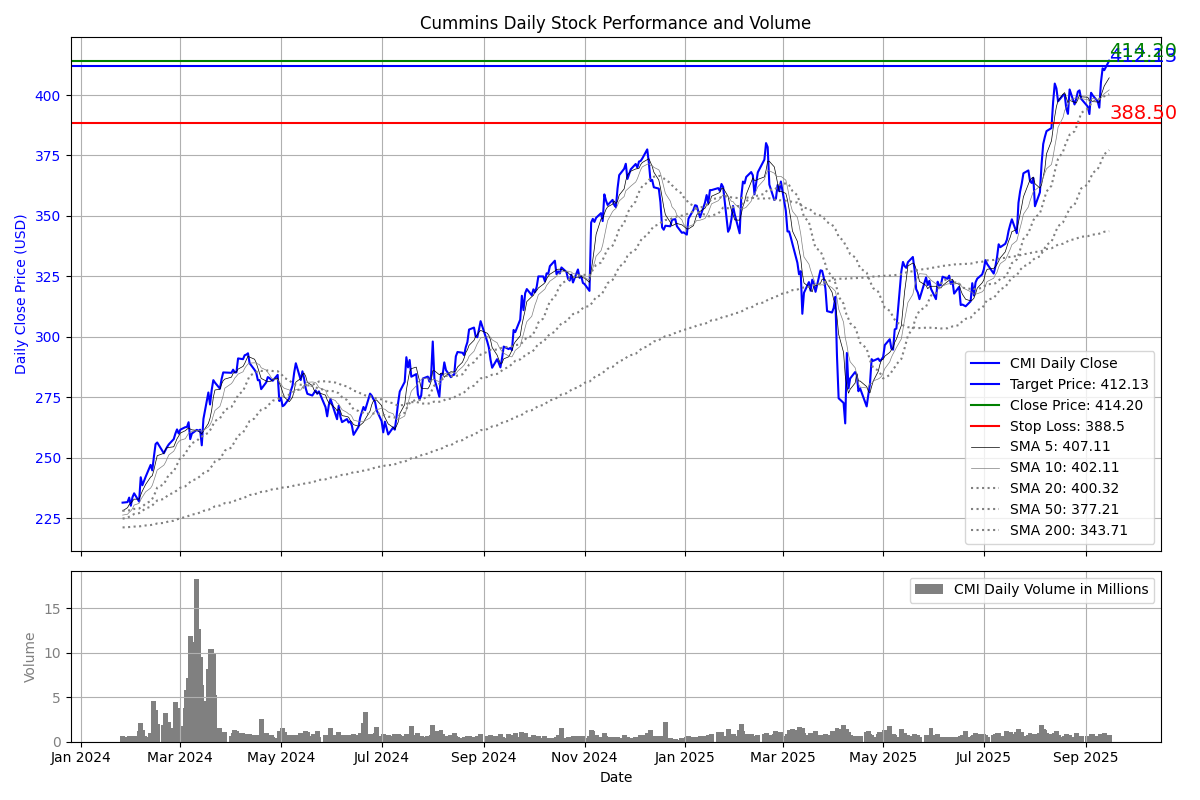 Cummins Daily Stock Performance and Volume
414.20
412.13
388.50
Daily Close Price (USD)
400
375
350
325
300
275
250
225
CMI Daily Close
Target Price: 412.13
Close Price: 414.20
Stop Loss: 388.5
SMA 5: 407.11
SMA 10: 402.11
SMA 20: 400.32
SMA 50: 377.21
SMA 200: 343.71
CMI Daily Volume in Millions
Volume
15
10
5
0
Jan 2024 Mar 2024 May 2024 Jul 2024 Sep 2024 Nov 2024 Jan 2025 Mar 2025 May 2025 Jul 2025 Sep 2025
Date